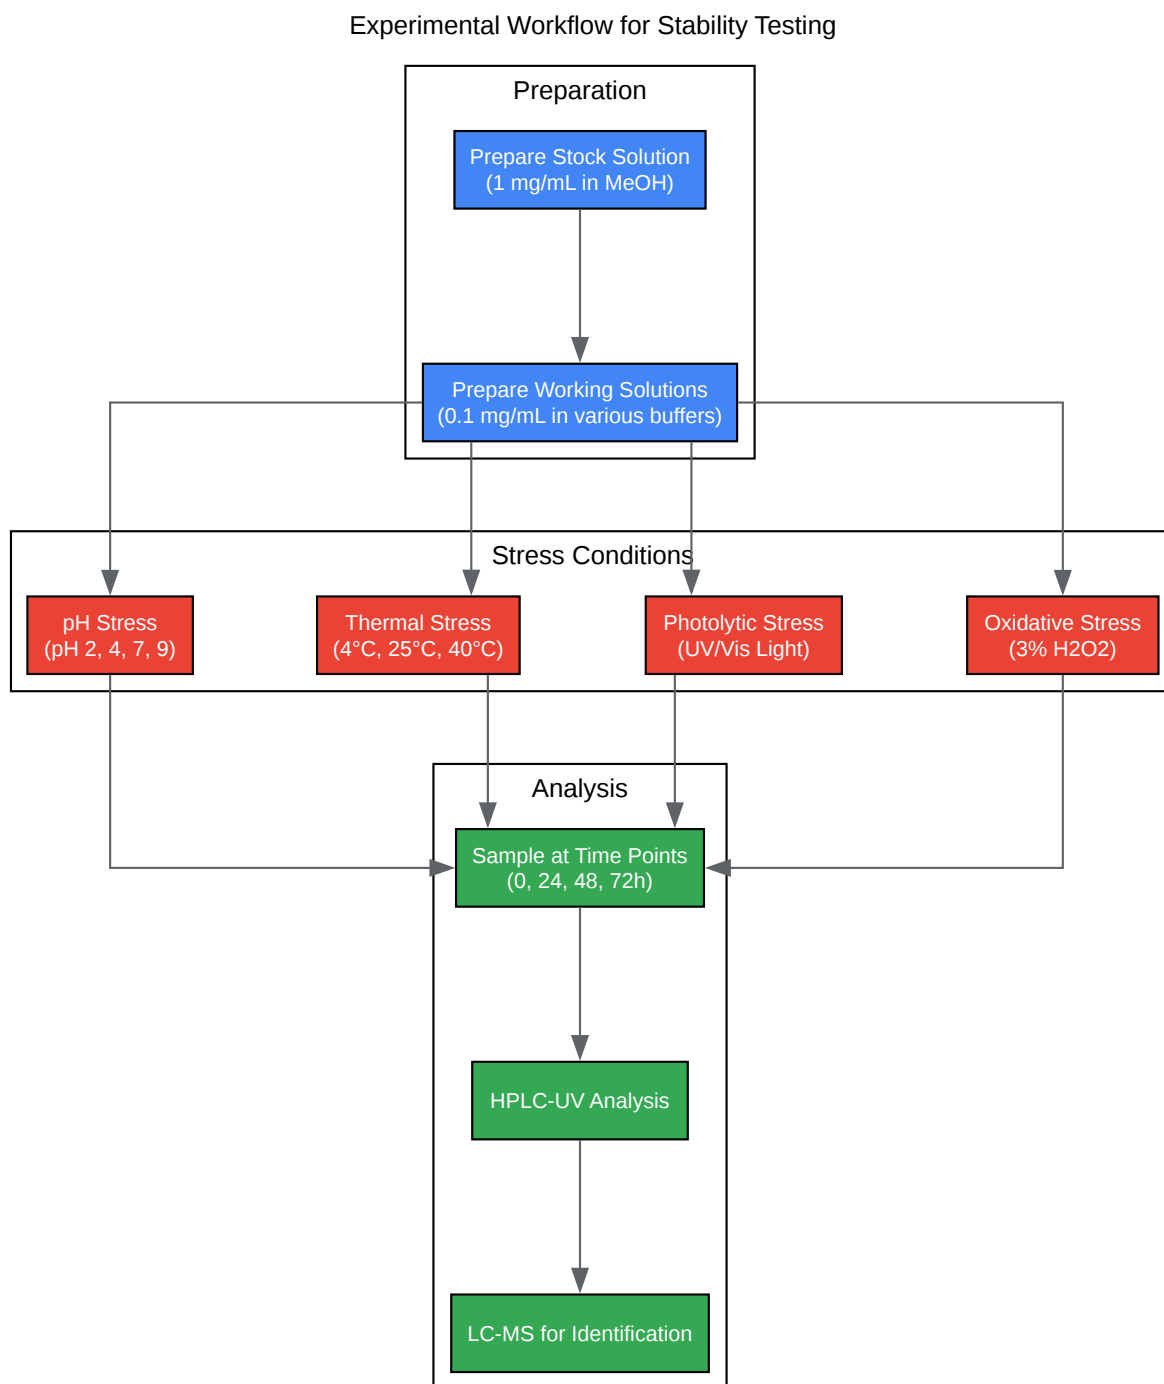 Experimental Workflow for Stability Testing
Preparation
Prepare Stock Solution
(1 mg/mL in MeOH)
Prepare Working Solutions
(0.1 mg/mL in various buffers)
Stress Conditions
pH Stress
(pH 2, 4, 7, 9)
Thermal Stress
(4°C, 25°C, 40°C)
Photolytic Stress
(UV/Vis Light)
Oxidative Stress
(3% H2O2)
Analysis
Sample at Time Points
(0, 24, 48, 72h)
HPLC-UV Analysis
LC-MS for Identification